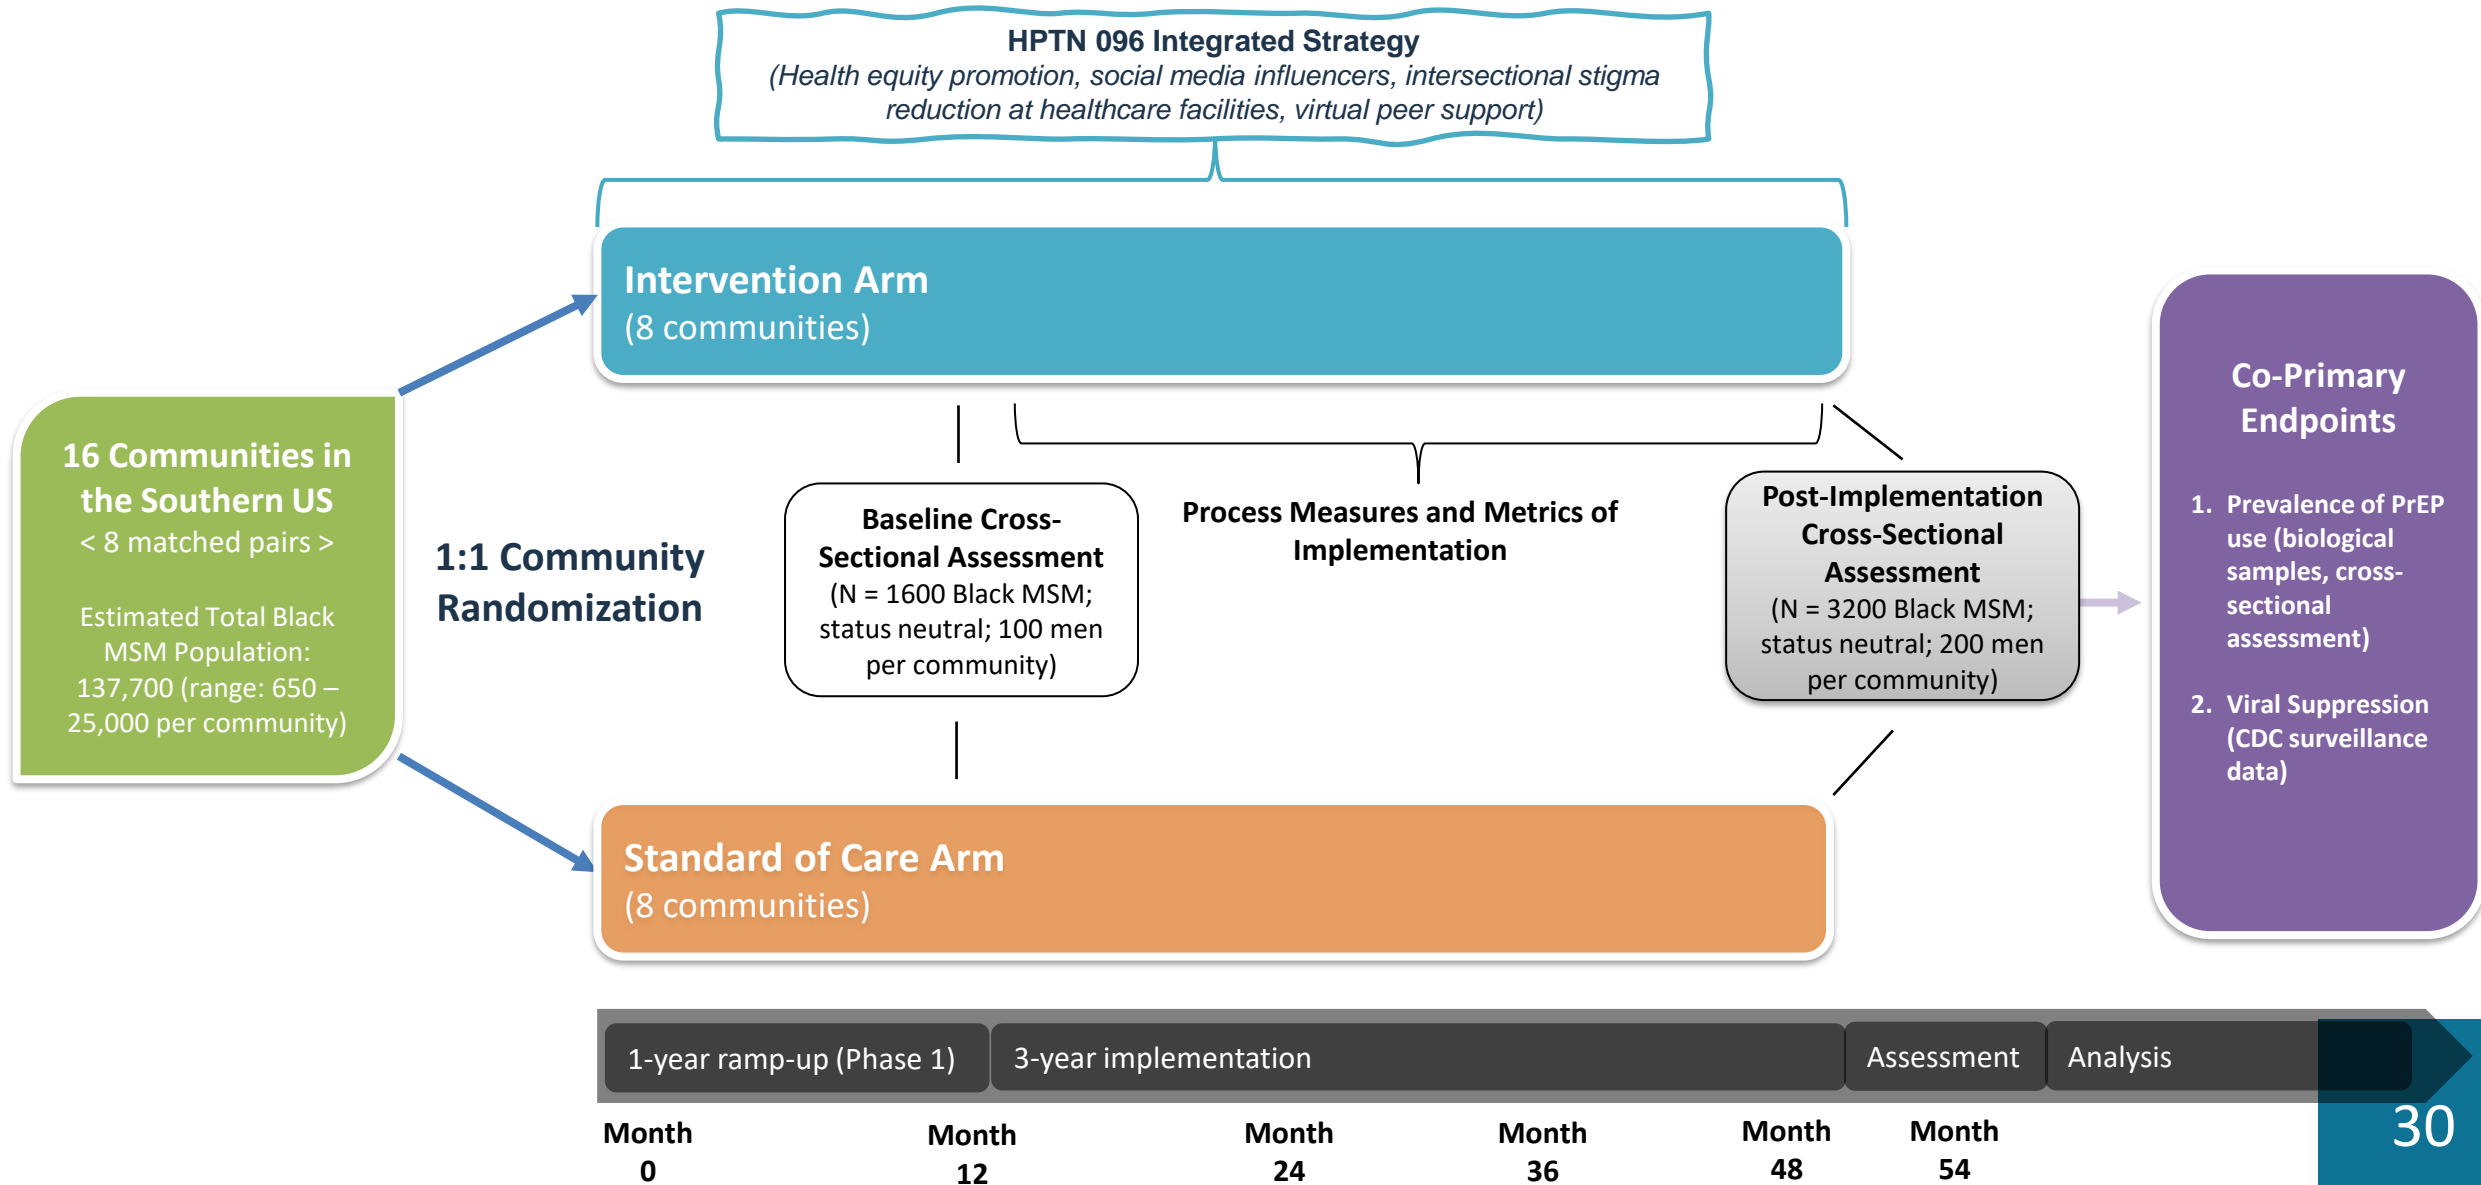 HPTN 096 Integrated Strategy
(Health equity promotion, social media influencers, intersectional stigma
reduction at healthcare facilities, virtual peer support)
Intervention Arm
(8 communities)
16 Communities in
the Southern US
< 8 matched pairs >
Estimated Total Black
MSM Population:
137,700 (range: 650 –
25,000 per community)
1:1 Community
Randomization
Baseline Cross-
Sectional Assessment
(N = 1600 Black MSM;
status neutral; 100 men
per community)
Process Measures and Metrics of
Implementation
Post-Implementation
Cross-Sectional
Assessment
(N = 3200 Black MSM;
status neutral; 200 men
per community)
Co-Primary
Endpoints
1. Prevalence of PrEP
use (biological
samples, cross-
sectional
assessment)
2. Viral Suppression
(CDC surveillance
data)
Standard of Care Arm
(8 communities)
1-year ramp-up (Phase 1)
3-year implementation
Assessment
Analysis
Month
0
Month
12
Month
24
Month
36
Month
48
Month
54
30